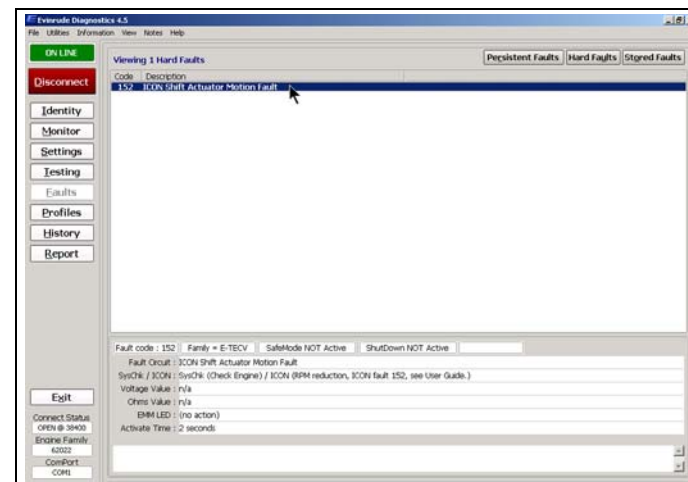 Evinrude Diagnostics 4.5
File Utilities Information View Notes Help
ON LINE
Disconnect
Identity
Monitor
Settings
Testing
Faults
Profiles
History
Report
Exit
Connect Status
OPEN @ 38400
Engine Family
62022
ComPort
COM1
Viewing 1 Hard Faults
Persistent Faults Hard Faults Stored Faults
Code Description
152 ICON Shift Actuator Motion Fault
Fault code : 152 Family = E-TECV SafeMode NOT Active ShutDown NOT Active
Fault Circuit : ICON Shift Actuator Motion Fault
SysChk / ICON : SysChk (Check Engine) / ICON (RPM reduction, ICON fault 152, see User Guide.)
Voltage Value : n/a
Ohms Value : n/a
EMM LED : (no action)
Activate Time : 2 seconds